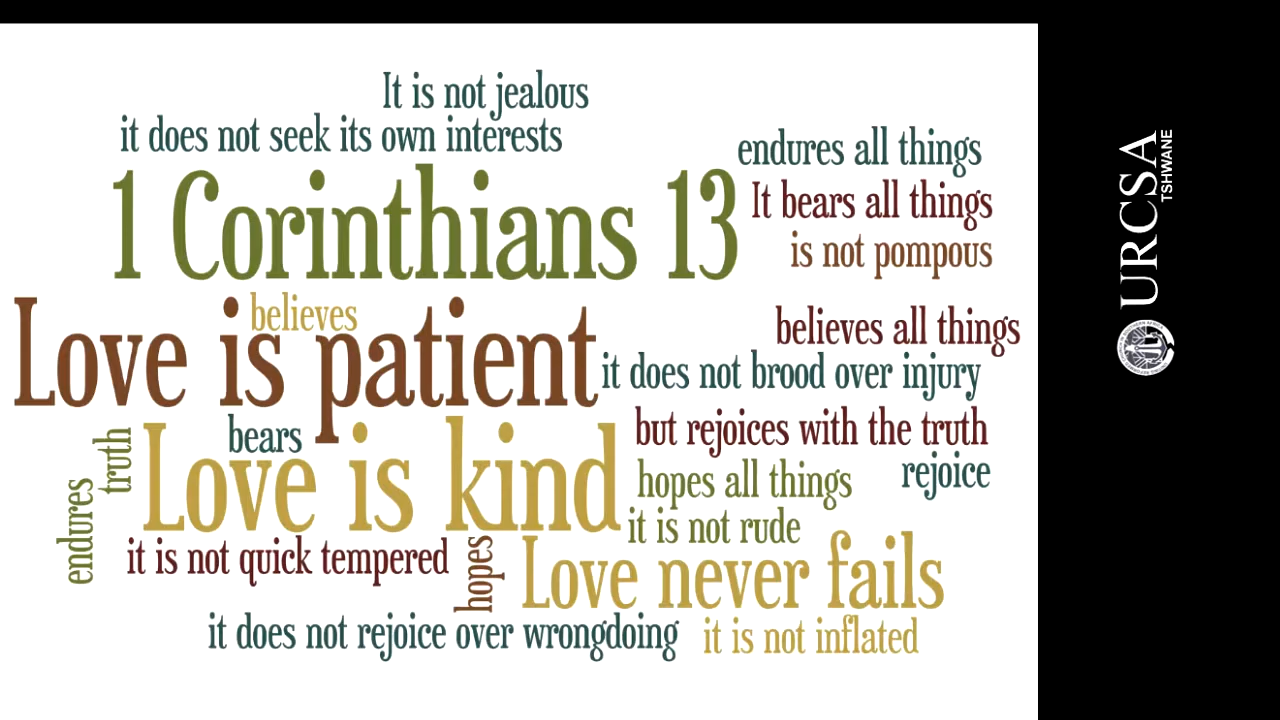 It is not jealous
it does not seek its own interests
endures all things
1 Corinthians 13
It bears all things
is not pompous
believes
Love is patient
believes all things
it does not brood over injury
bears
truth
Love is kind
but rejoices with the truth
rejoice
hopes all things
endures
it is not rude
it is not quick tempered
hopes
Love never fails
it does not rejoice over wrongdoing
it is not inflated
URCSA
TSHWANE